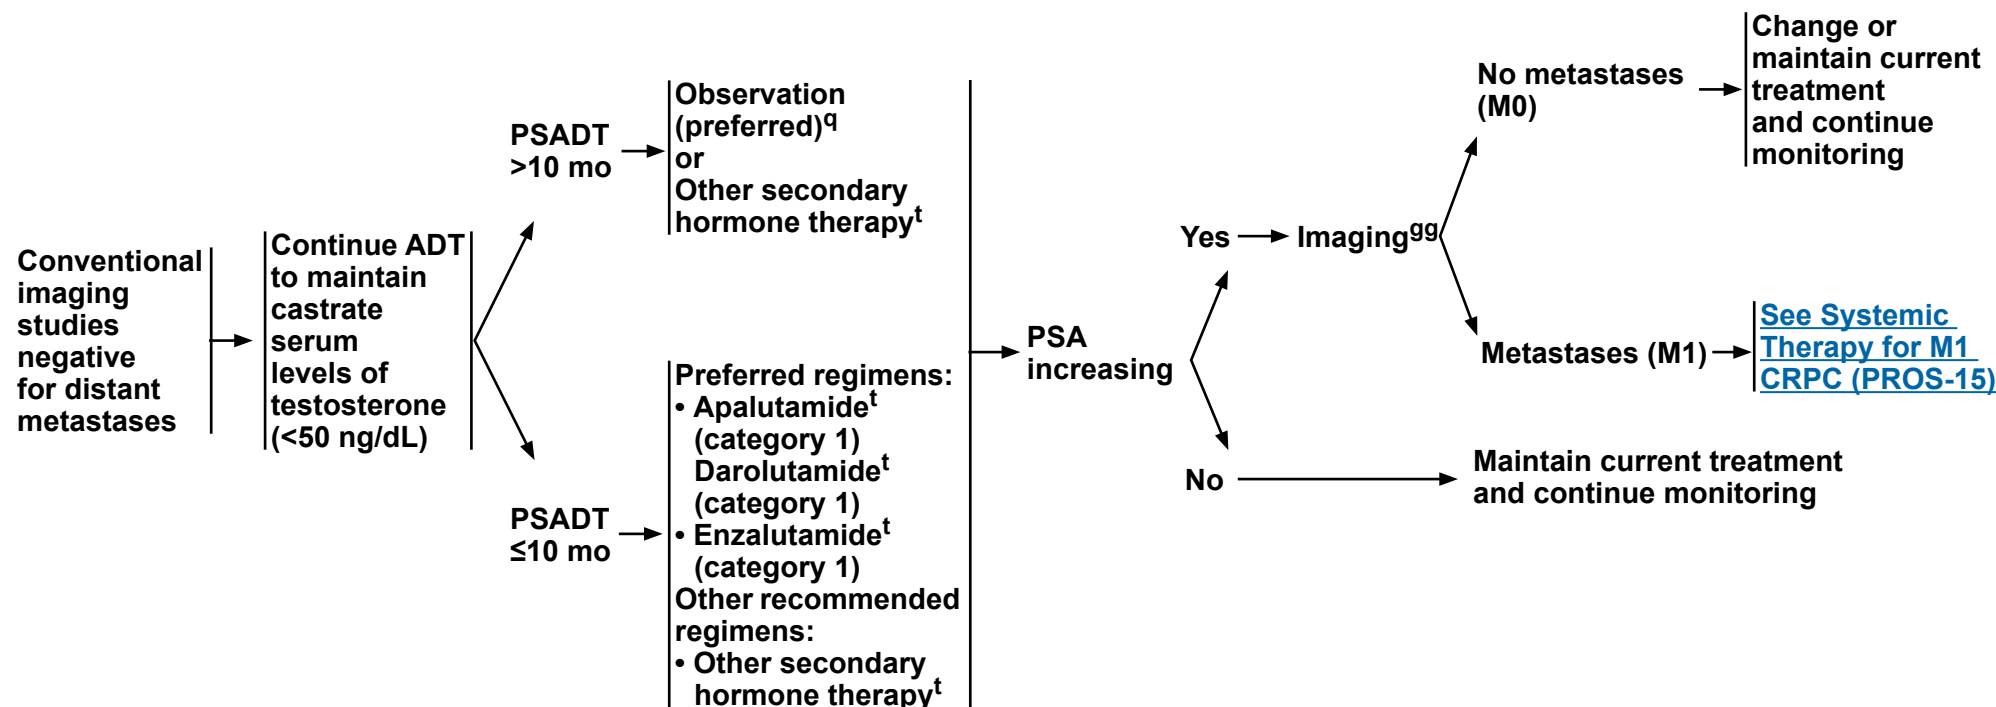 Conventional
imaging
studies
negative
for distant
metastases
Continue ADT
to maintain
castrate
serum
levels of
testosterone
(<50 ng/dL)
PSADT
>10 mo
Observation
(preferred)q
or
Other secondary
hormone therapyt
PSADT
≤10 mo
Preferred regimens:
• Apalutamidet
(category 1)
Darolutamidet
(category 1)
• Enzalutamidet
(category 1)
Other recommended
regimens:
• Other secondary
hormone therapyt
PSA
increasing
Yes
Imaginggg
No metastases
(M0)
Change or
maintain current
treatment
and continue
monitoring
Metastases (M1)
See Systemic
Therapy for M1
CRPC (PROS-15)
No
Maintain current treatment
and continue monitoring